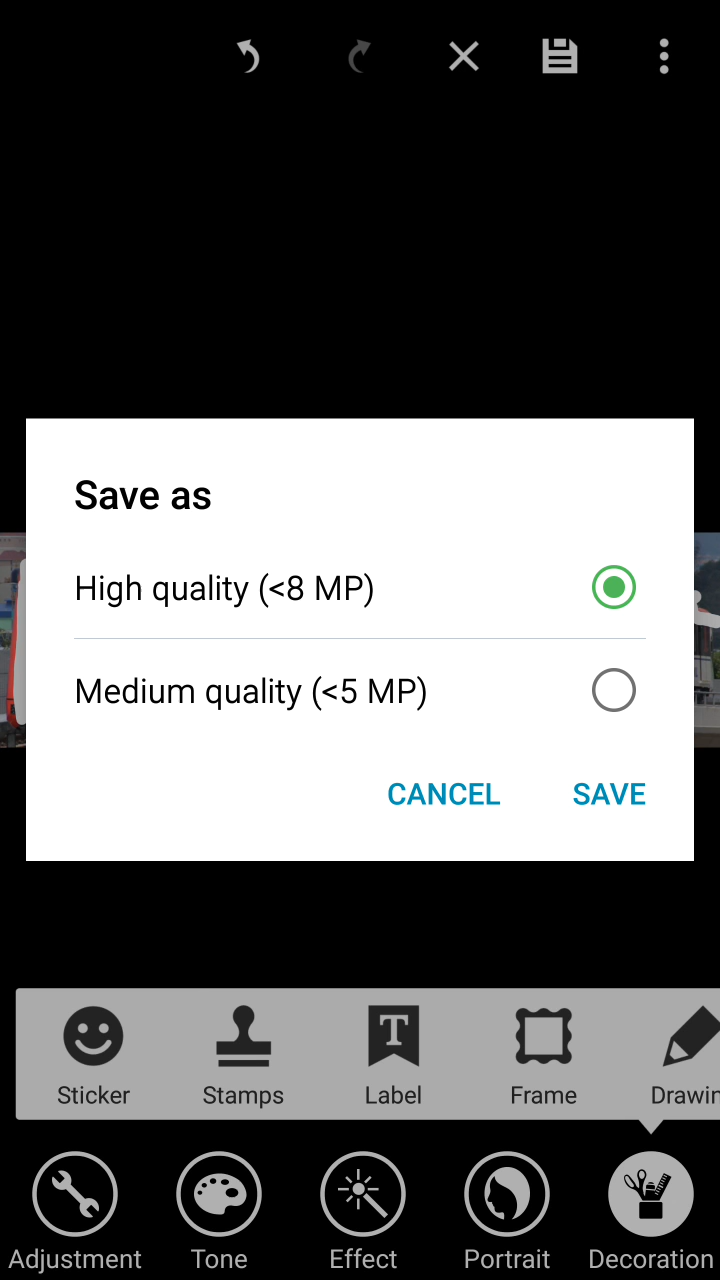 Save as
High quality (<8 MP)
Medium quality (<5 MP)
CANCEL SAVE
T
Sticker Stamps Label Frame Drawin
Adjustment Tone Effect Portrait Decoration